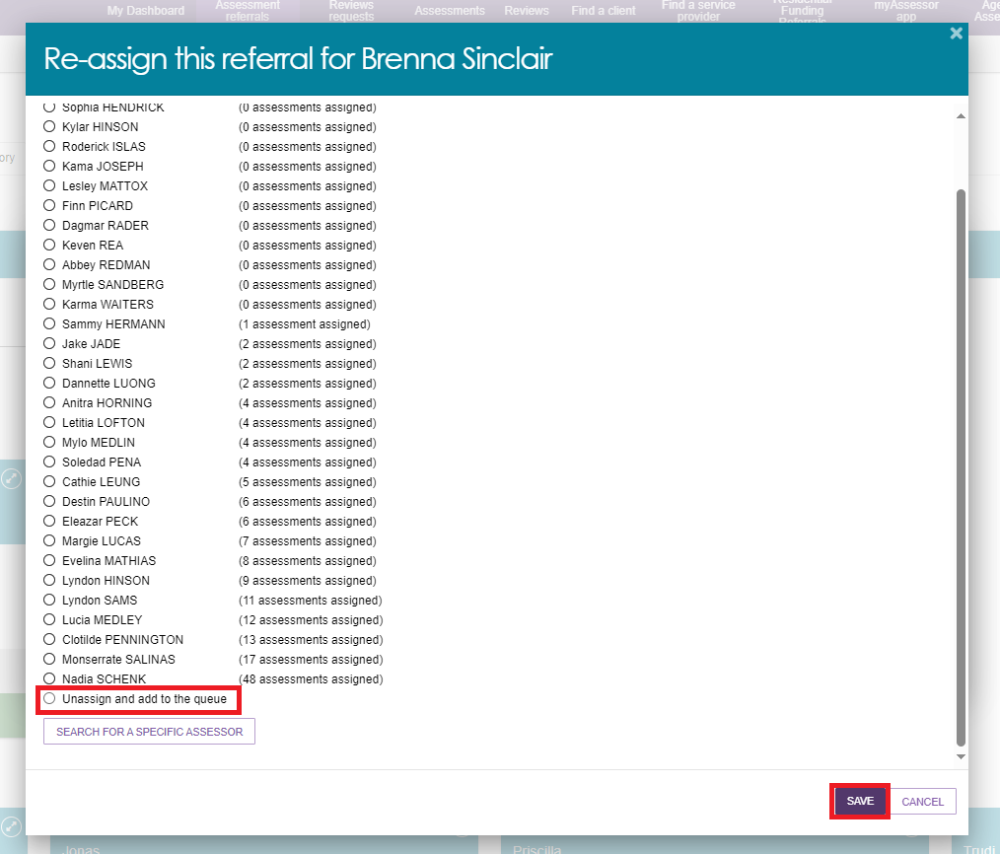 My Dashboard
Assessment
referrals
Reviews
requests
Assessments
Reviews
Find a client
Find a service
provider
Residential
Funding
Referrals
myAssessor
app
Re-assign this referral for Brenna Sinclair
ory
Sophia HENDRICK (0 assessments assigned)
Kylar HINSON (0 assessments assigned)
Roderick ISLAS (0 assessments assigned)
Kama JOSEPH (0 assessments assigned)
Lesley MATTOX (0 assessments assigned)
Finn PICARD (0 assessments assigned)
Dagmar RADER (0 assessments assigned)
Keven REA (0 assessments assigned)
Abbey REDMAN (0 assessments assigned)
Myrtle SANDBERG (0 assessments assigned)
Karma WAITERS (0 assessments assigned)
Sammy HERMANN (1 assessment assigned)
Jake JADE (2 assessments assigned)
Shani LEWIS (2 assessments assigned)
Dannette LUONG (2 assessments assigned)
Anitra HORNING (4 assessments assigned)
Letitia LOFTON (4 assessments assigned)
Mylo MEDLIN (4 assessments assigned)
Soledad PENA (4 assessments assigned)
Cathie LEUNG (5 assessments assigned)
Destin PAULINO (6 assessments assigned)
Eleazar PECK (6 assessments assigned)
Margie LUCAS (7 assessments assigned)
Evelina MATHIAS (8 assessments assigned)
Lyndon HINSON (9 assessments assigned)
Lyndon SAMS (11 assessments assigned)
Lucia MEDLEY (12 assessments assigned)
Clotilde PENNINGTON (13 assessments assigned)
Monserrate SALINAS (17 assessments assigned)
Nadia SCHENK (48 assessments assigned)
Unassign and add to the queue
SEARCH FOR A SPECIFIC ASSESSOR
SAVE CANCEL
Jonas Priscilla Trudi